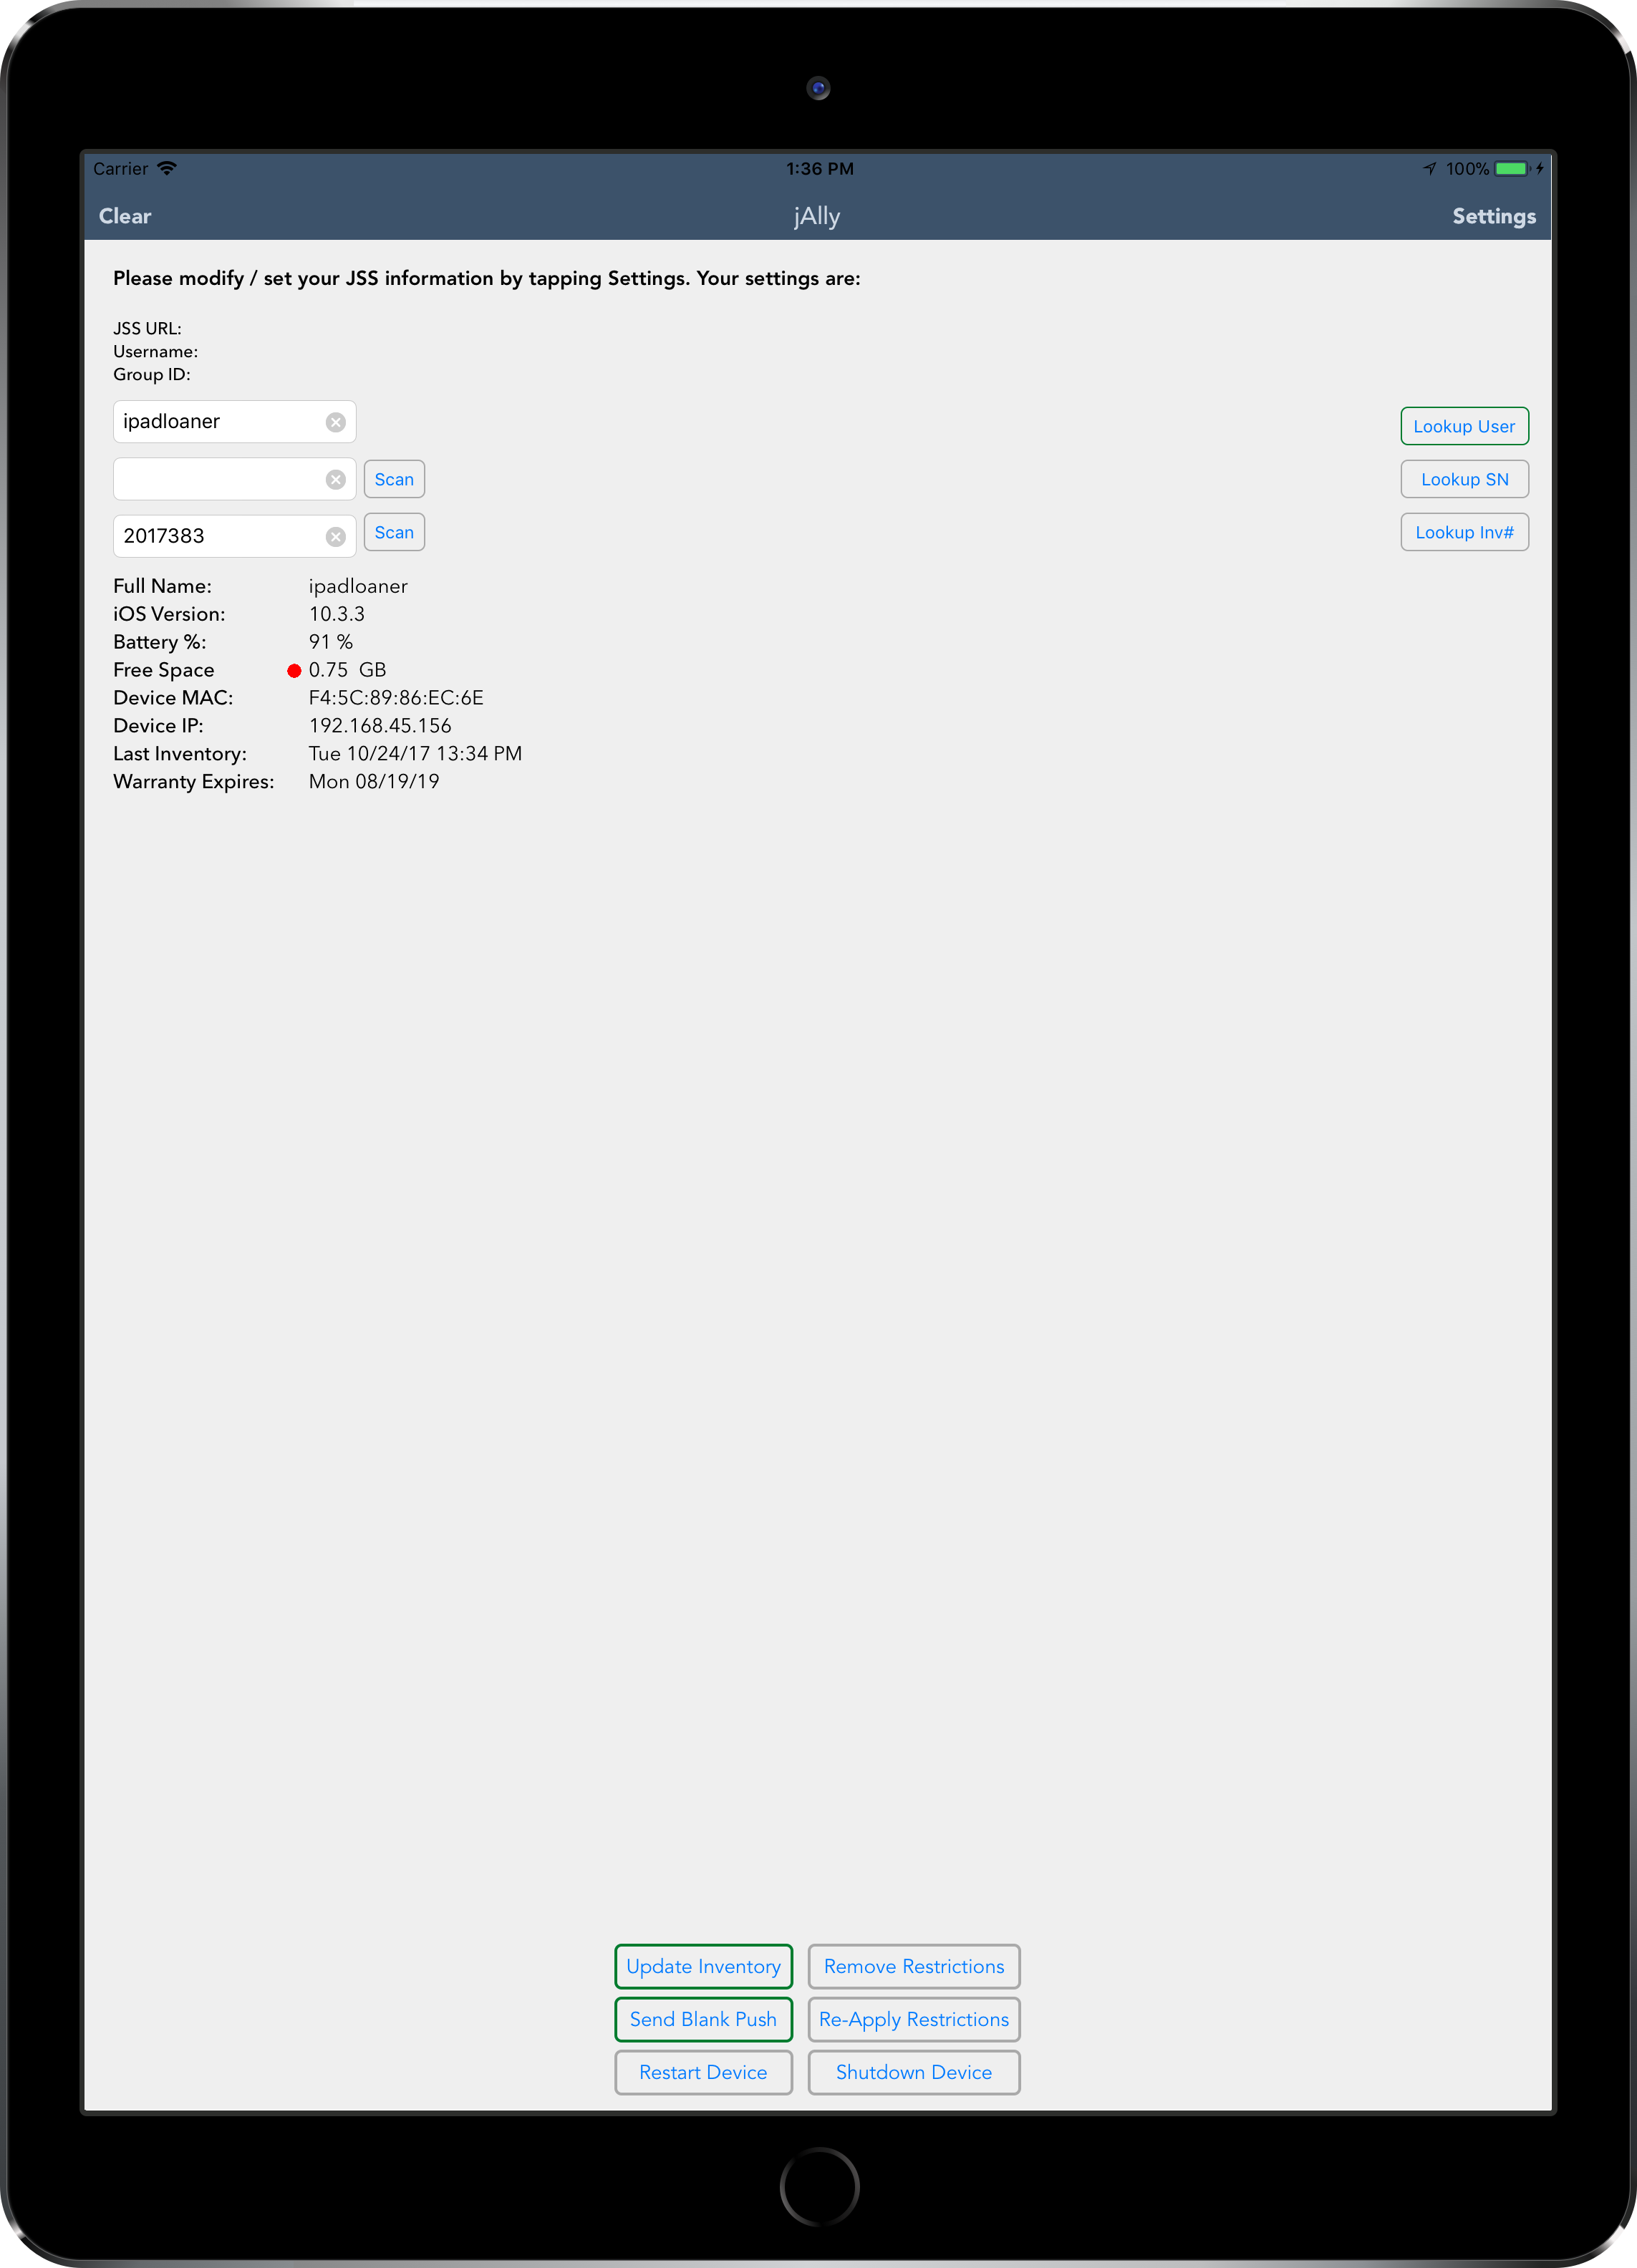 Carrier 1:36 PM 100%
Clear jAlly Settings
Please modify / set your JSS information by tapping Settings. Your settings are:
JSS URL:
Username:
Group ID:
ipadloaner Lookup User
Scan Lookup SN
2017383 Scan Lookup Inv#
Full Name: ipadloaner
iOS Version: 10.3.3
Battery %: 91 %
Free Space 0.75 GB
Device MAC: F4:5C:89:86:EC:6E
Device IP: 192.168.45.156
Last Inventory: Tue 10/24/17 13:34 PM
Warranty Expires: Mon 08/19/19
Update Inventory Remove Restrictions
Send Blank Push Re-Apply Restrictions
Restart Device Shutdown Device